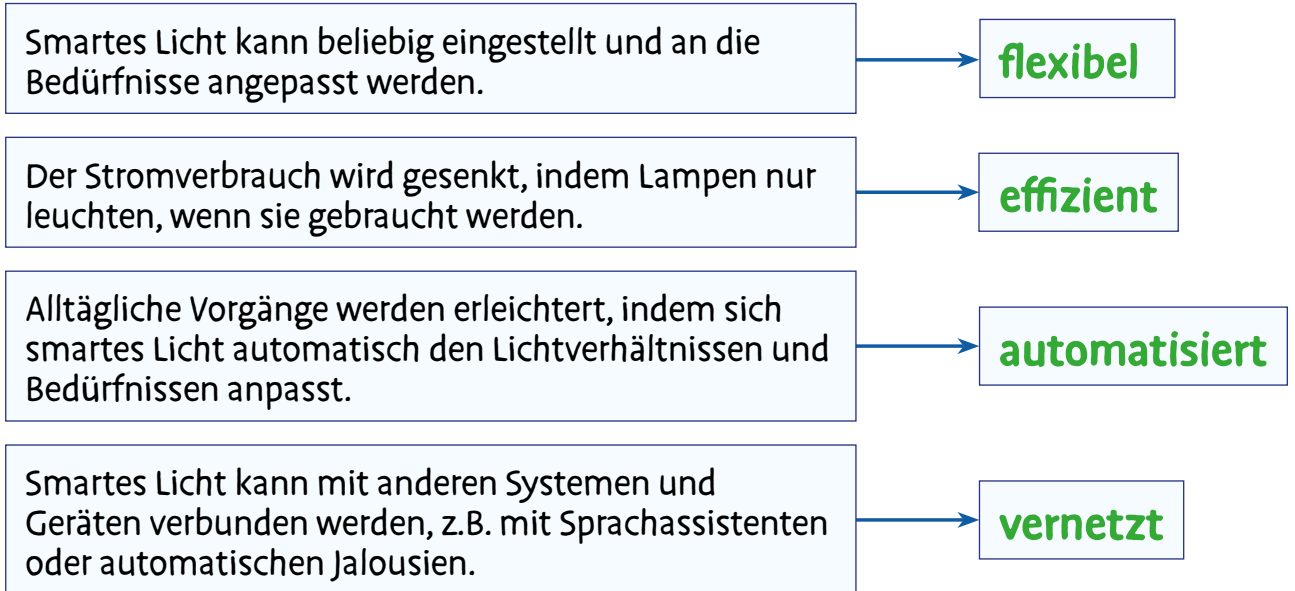 Smartes Licht kann beliebig eingestellt und an die
Bedürfnisse angepasst werden.
flexibel
Der Stromverbrauch wird gesenkt, indem Lampen nur
leuchten, wenn sie gebraucht werden.
effizient
Alltägliche Vorgänge werden erleichtert, indem sich
smartes Licht automatisch den Lichtverhältnissen und
Bedürfnissen anpasst.
automatisiert
Smartes Licht kann mit anderen Systemen und
Geräten verbunden werden, z.B. mit Sprachassistenten
oder automatischen Jalousien.
vernetzt